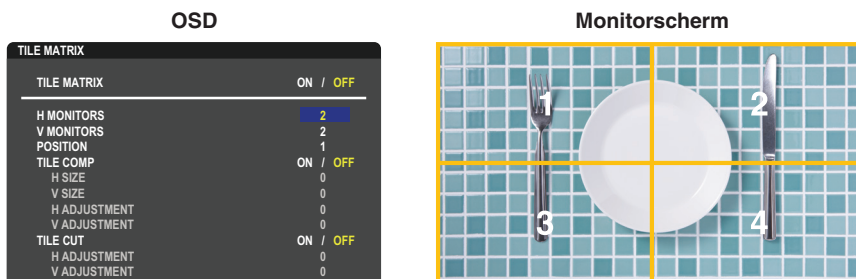 OSD
Monitorscherm
TILE MATRIX
TILE MATRIX ON / OFF
H MONITORS 2
V MONITORS 2
POSITION 1
TILE COMP ON / OFF
H SIZE 0
V SIZE 0
H ADJUSTMENT 0
V ADJUSTMENT 0
TILE CUT ON / OFF
H ADJUSTMENT 0
V ADJUSTMENT 0
1 2
3 4